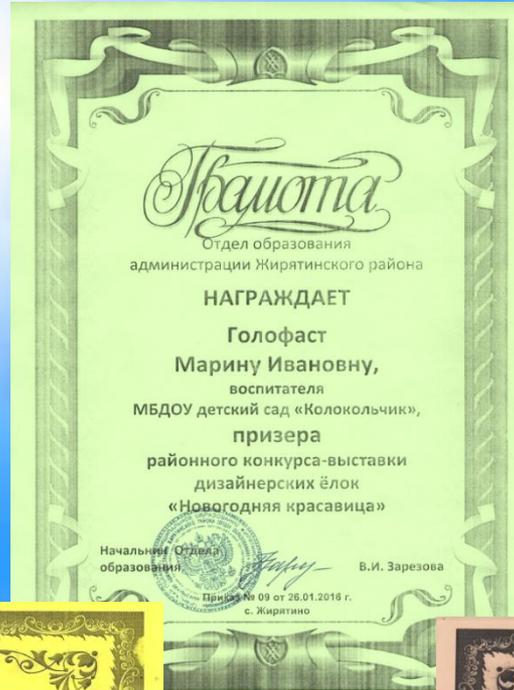 Грамота
Отдел образования
администрации Жирятинского района
НАГРАЖДАЕТ
Голофаст
Марину Ивановну,
воспитателя
МБДОУ детский сад «Колокольчик»,
призера
районного конкурса-выставки
дизайнерских ёлок
«Новогодняя красавица»
Начальник Отдела
образования В.И. Зарезова
Приказ № 09 от 26.01.2016 г.
с. Жирятино